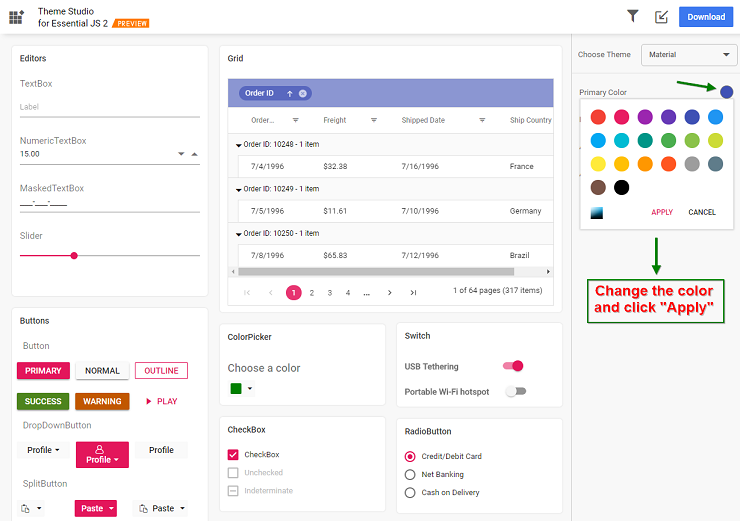 Theme Studio
for Essential JS 2 PREVIEW
Download
Editors
TextBox
Label
NumericTextBox
15.00
MaskedTextBox
___-___-____
Slider
Buttons
Button
PRIMARY NORMAL OUTLINE
SUCCESS WARNING PLAY
DropDownButton
Profile Profile Profile
SplitButton
Paste Paste
Grid
Order ID
Order... Freight Shipped Date Ship Country
Order ID: 10248 - 1 item
7/4/1996 $32.38 7/16/1996 France
Order ID: 10249 - 1 item
7/5/1996 $11.61 7/10/1996 Germany
Order ID: 10250 - 1 item
7/8/1996 $65.83 7/12/1996 Brazil
1 2 3 4 ... 1 of 64 pages (317 items)
ColorPicker
Choose a color
Switch
USB Tethering
Portable Wi-Fi hotspot
CheckBox
CheckBox
Unchecked
Indeterminate
RadioButton
Credit/Debit Card
Net Banking
Cash on Delivery
Choose Theme Material
Primary Color
APPLY CANCEL
Change the color
and click "Apply"